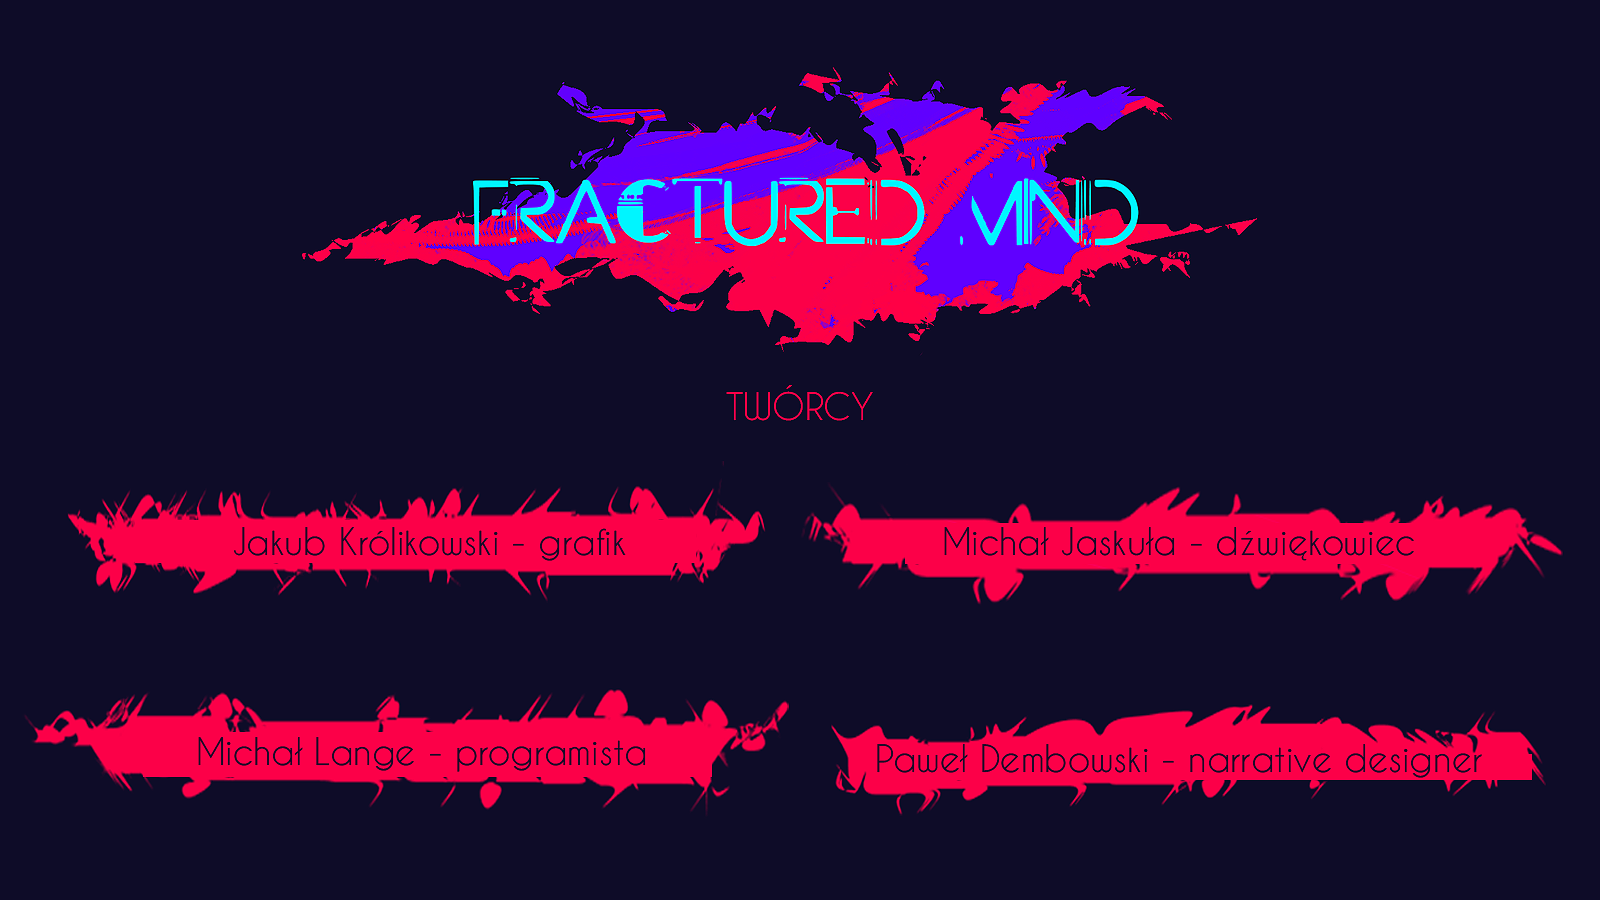 FRACTURED MIND
TWÓRCY
Jakub Królikowski - grafik
Michał Jaskuła - dźwiękowiec
Michał Lange - programista
Paweł Dembowski - narrative designer